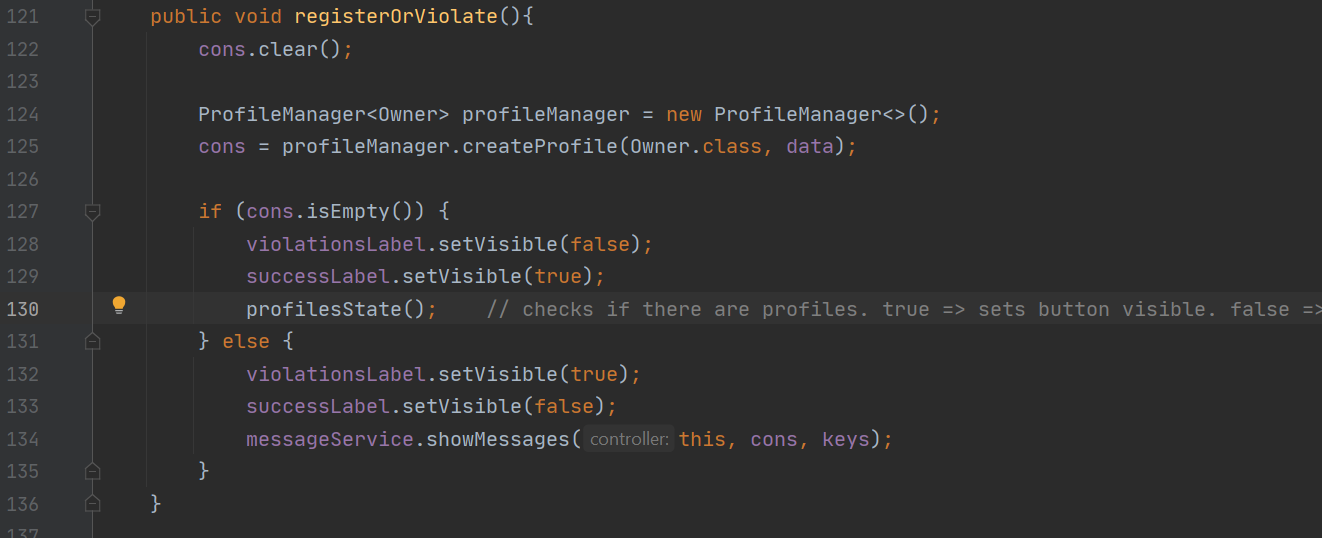 121 public void registerOrViolate(){
122 cons.clear();
123
124 ProfileManager<Owner> profileManager = new ProfileManager<>();
125 cons = profileManager.createProfile(Owner.class, data);
126
127 if (cons.isEmpty()) {
128 violationsLabel.setVisible(false);
129 successLabel.setVisible(true);
130 profilesState(); // checks if there are profiles. true => sets button visible. false =>
131 } else {
132 violationsLabel.setVisible(true);
133 successLabel.setVisible(false);
134 messageService.showMessages( controller: this, cons, keys);
135 }
136 }
137